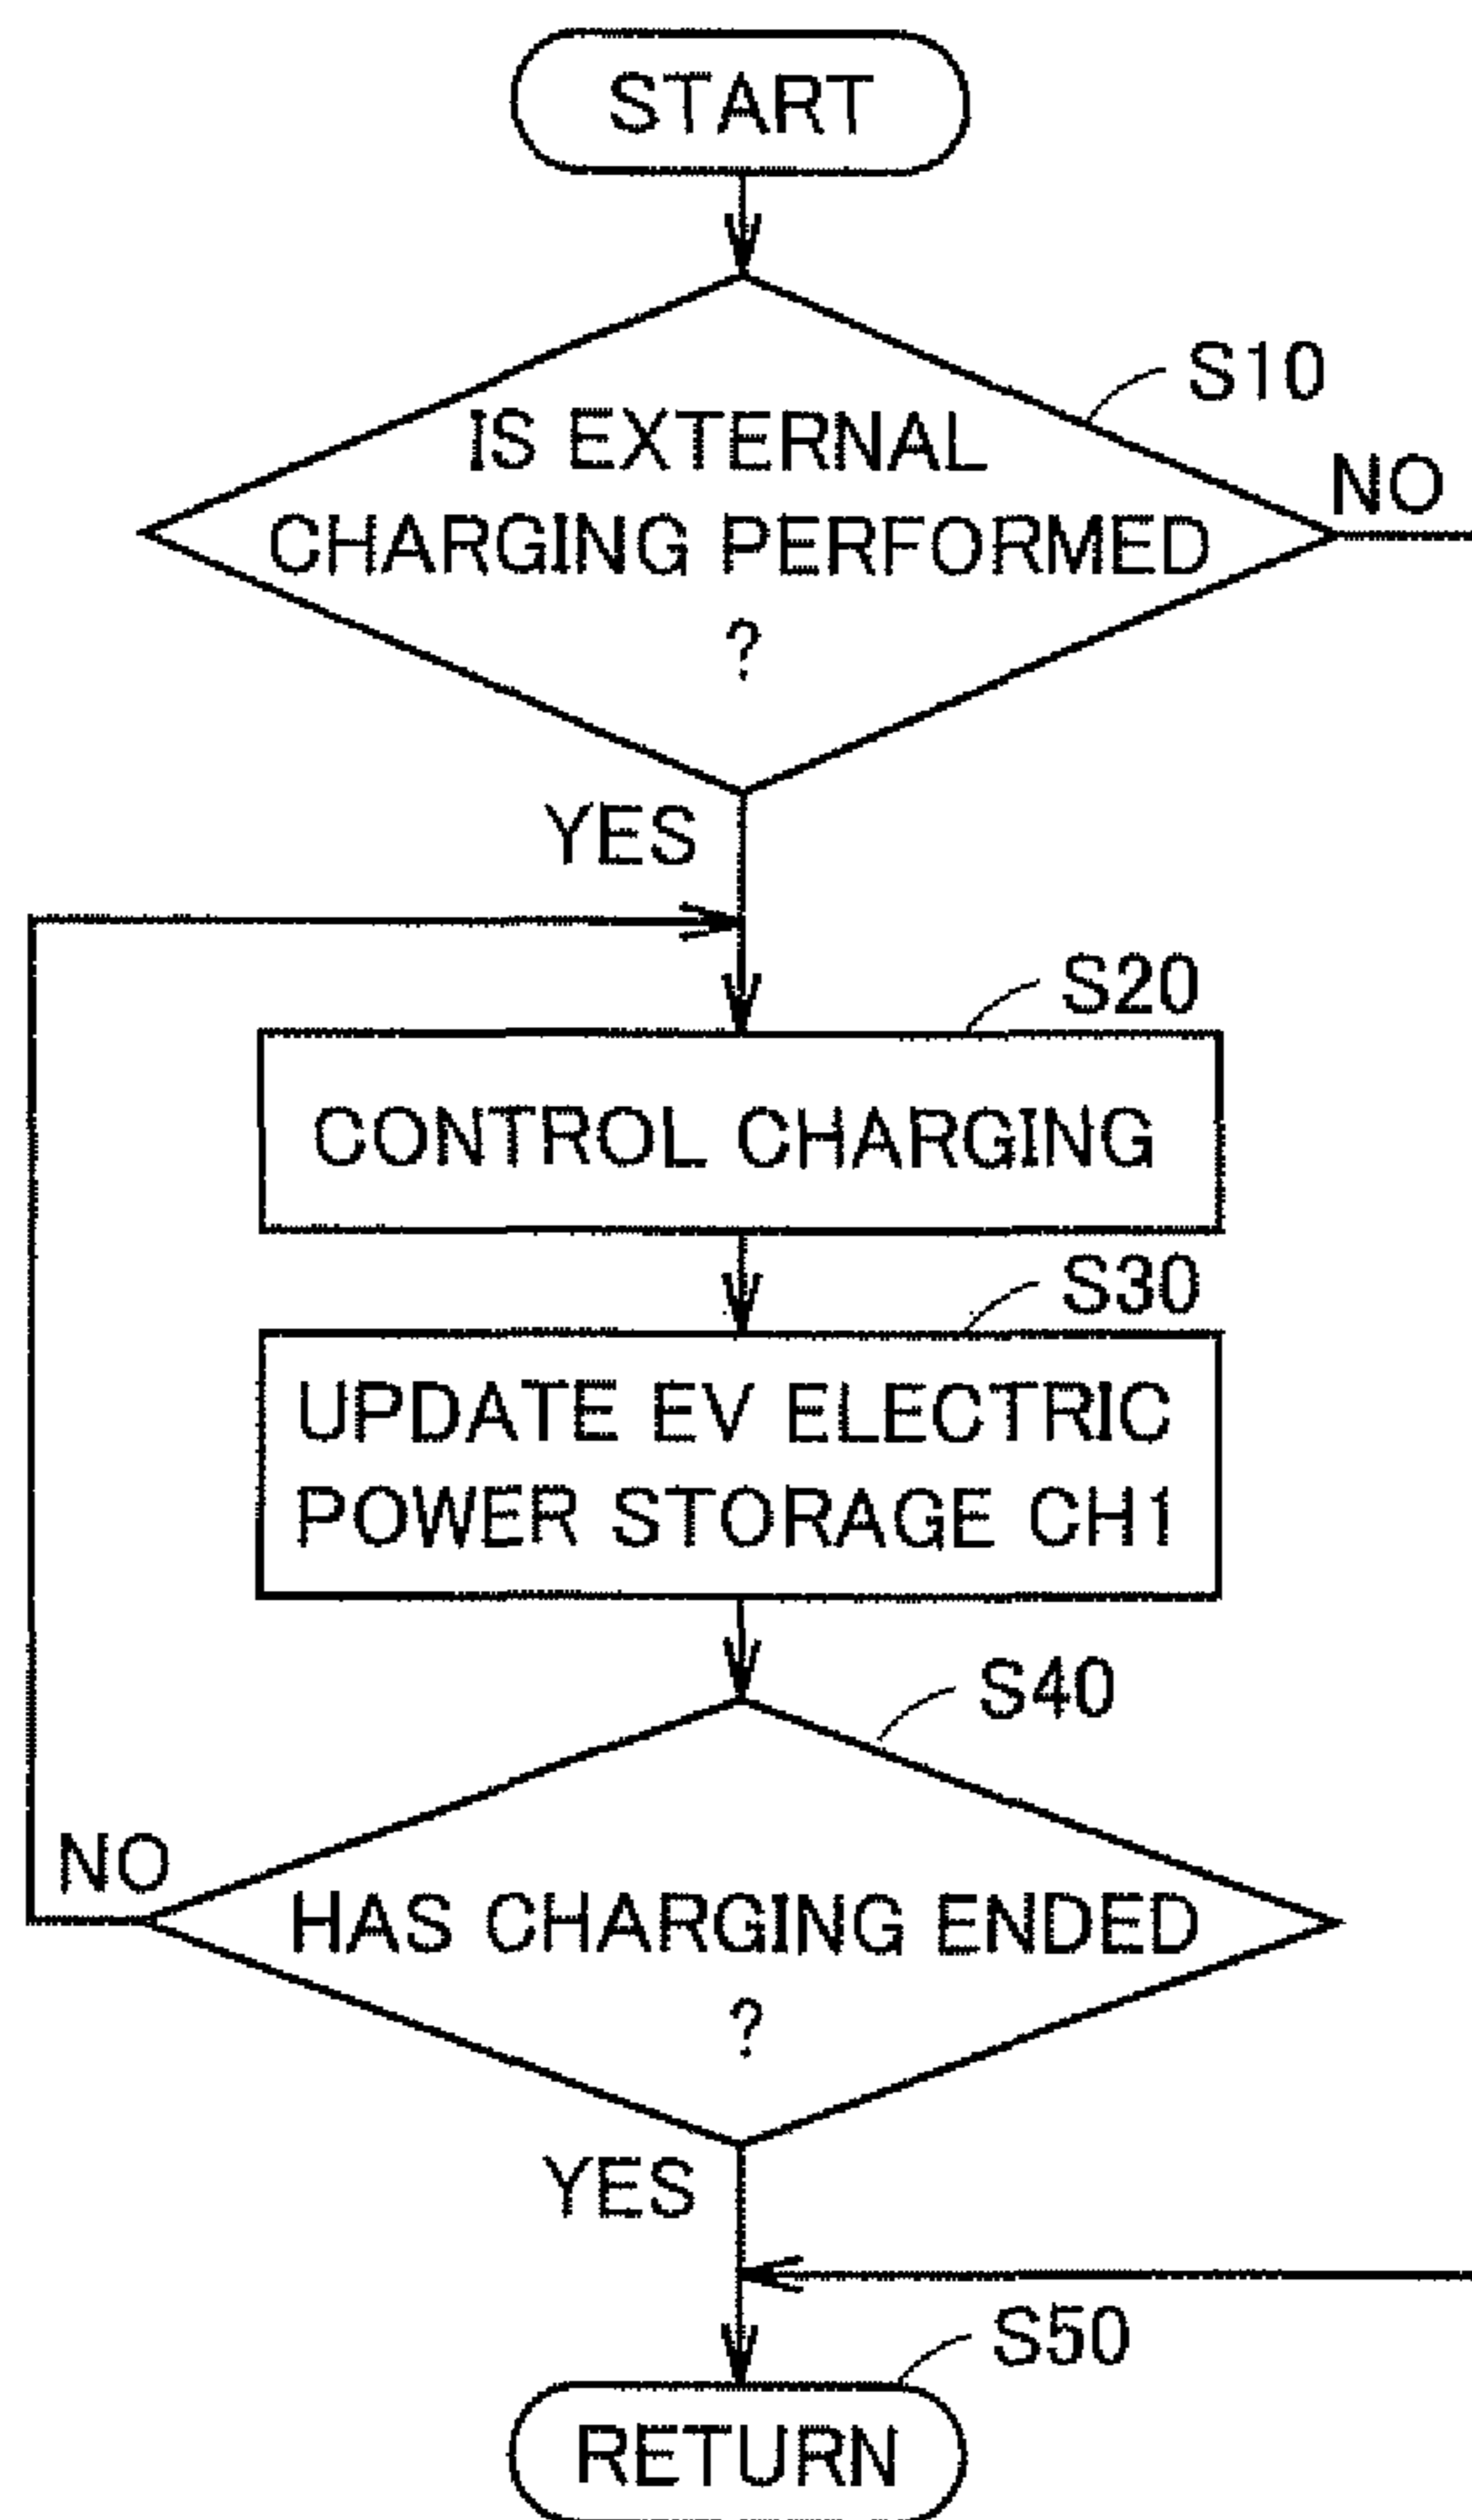 START
S10
IS EXTERNAL
CHARGING PERFORMED
?
NO
YES
S20
CONTROL CHARGING
S30
UPDATE EV ELECTRIC
POWER STORAGE CH1
S40
NO
HAS CHARGING ENDED
?
YES
S50
RETURN